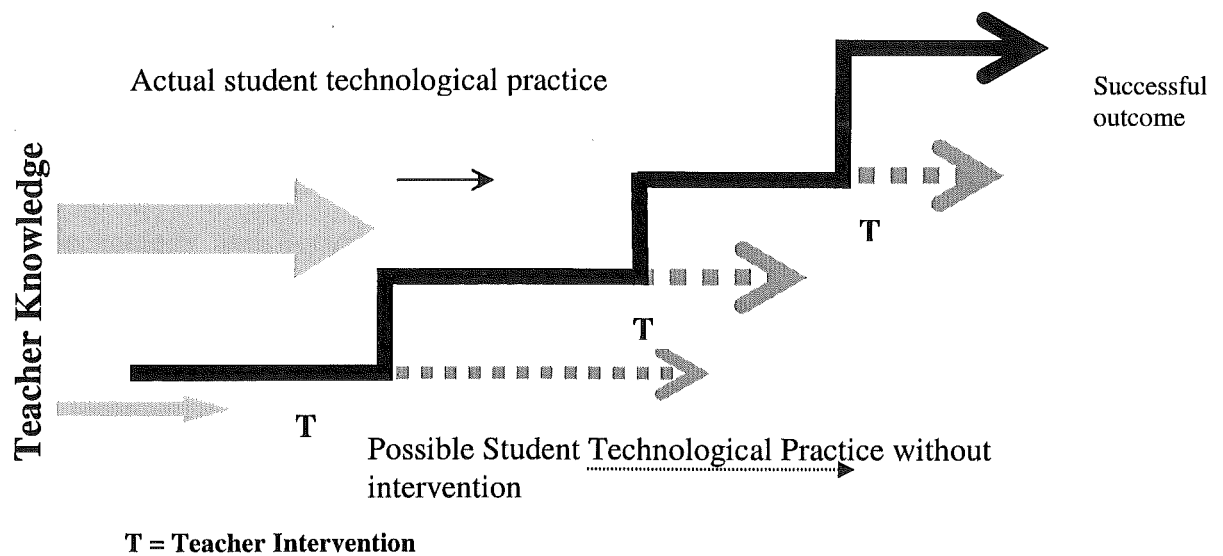 Actual student technological practice
Successful
outcome
Teacher Knowledge
T
T
T
Possible Student Technological Practice without
intervention
T = Teacher Intervention